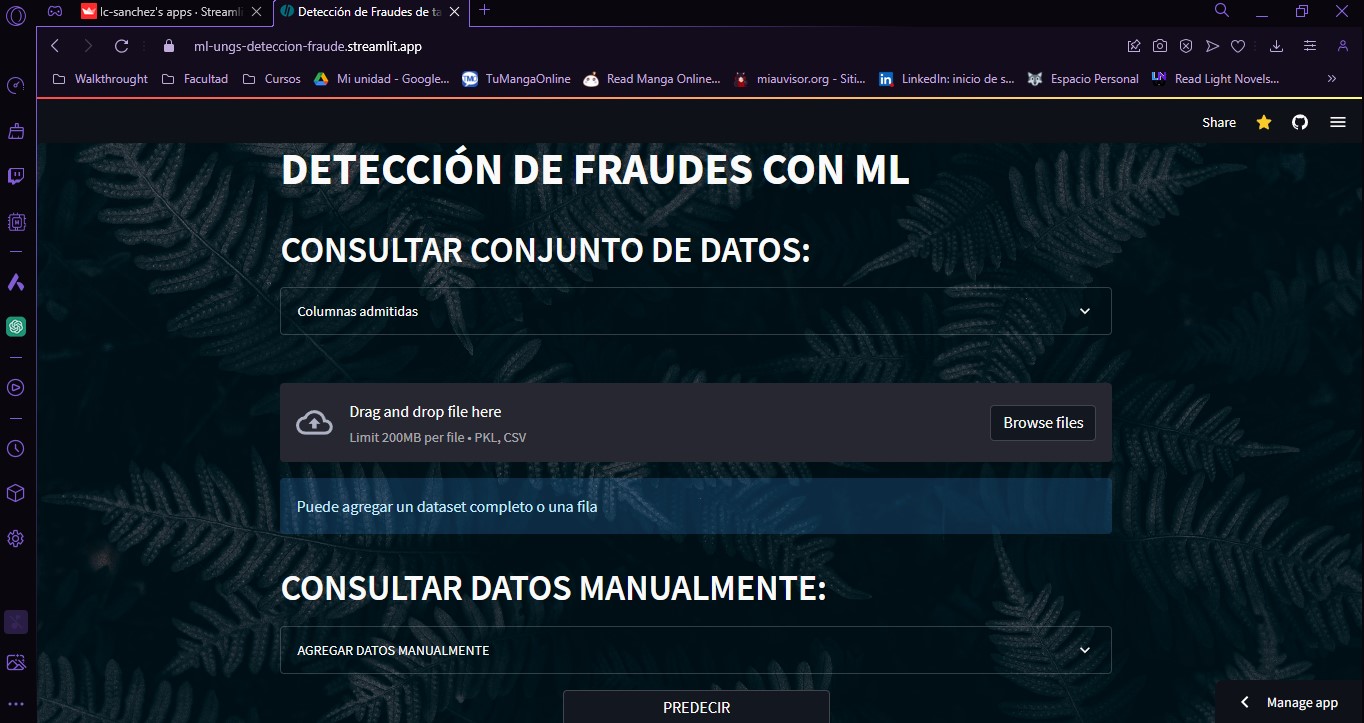 lc-sanchez's apps · Streamli
Detección de Fraudes de ta
ml-ungs-deteccion-fraude.streamlit.app
Walkthrought
Facultad
Cursos
Mi unidad - Google...
TuMangaOnline
Read Manga Online...
miauvisor.org - Siti...
LinkedIn: inicio de s...
Espacio Personal
Read Light Novels...
Share
DETECCIÓN DE FRAUDES CON ML
CONSULTAR CONJUNTO DE DATOS:
Columnas admitidas
Drag and drop file here
Limit 200MB per file • PKL, CSV
Browse files
Puede agregar un dataset completo o una fila
CONSULTAR DATOS MANUALMENTE:
AGREGAR DATOS MANUALMENTE
PREDECIR
Manage app